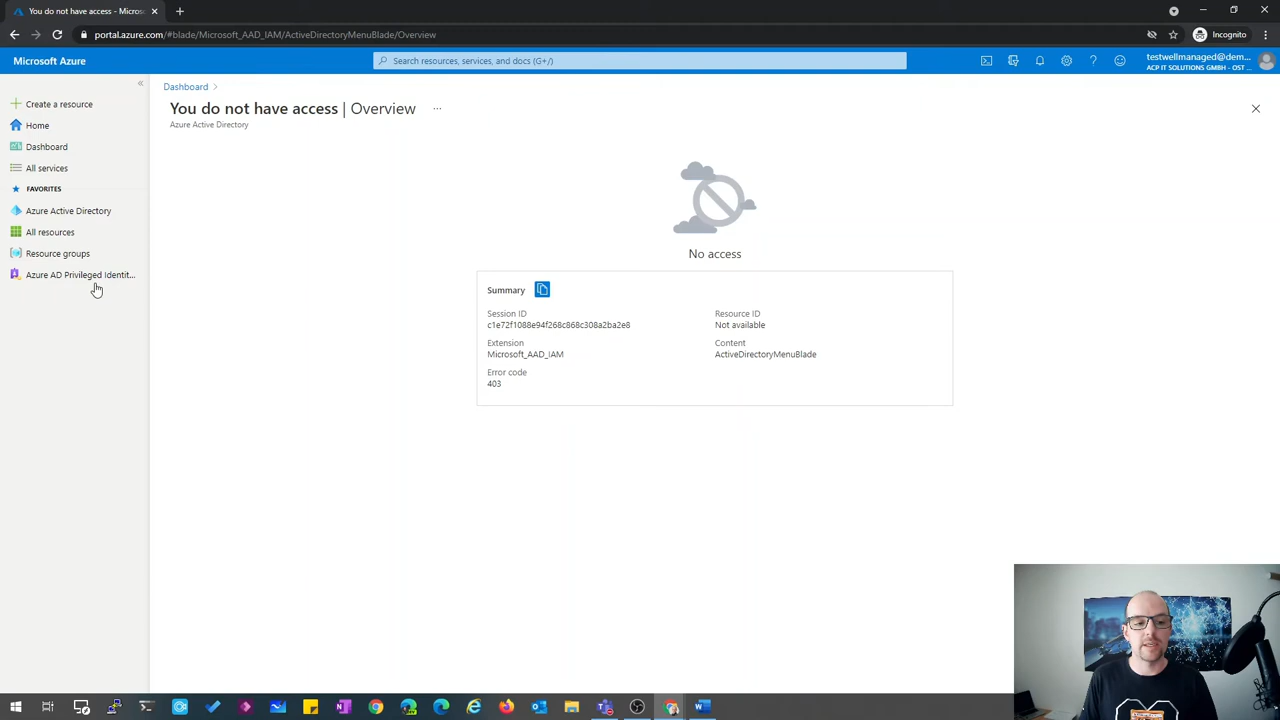 You do not have access - Micros
portal.azure.com/#blade/Microsoft_AAD_IAM/ActiveDirectoryMenuBlade/Overview
Incognito
Microsoft Azure
Search resources, services, and docs (G+/)
testwellmanaged@dem...
ACP IT SOLUTIONS GMBH - OST ...
Create a resource
Home
Dashboard
All services
FAVORITES
Azure Active Directory
All resources
Resource groups
Azure AD Privileged Identit...
Dashboard >
You do not have access | Overview ...
Azure Active Directory
No access
Summary
Session ID
c1e72f1088e94f268c868c308a2ba2e8
Resource ID
Not available
Extension
Microsoft_AAD_IAM
Content
ActiveDirectoryMenuBlade
Error code
403